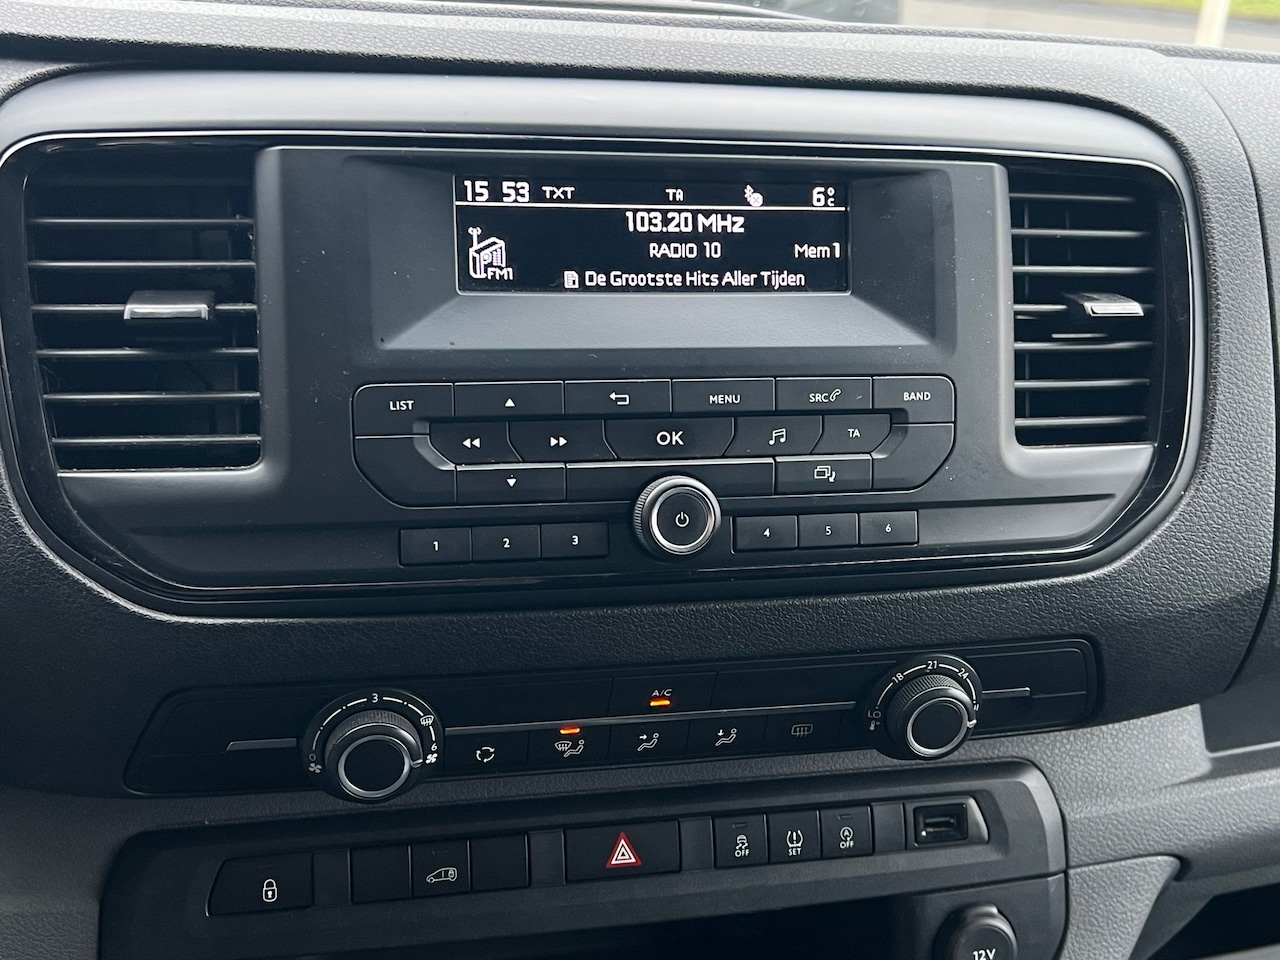 15 53 TXT TA 6°C
103.20 MHz
RADIO 10 Mem 1
FM1
De Grootste Hits Aller Tijden
LIST MENU SRC BAND
OK TA
1 2 3 4 5 6
3 A/C 18 21 24
0 6 LO
OFF SET OFF
12V